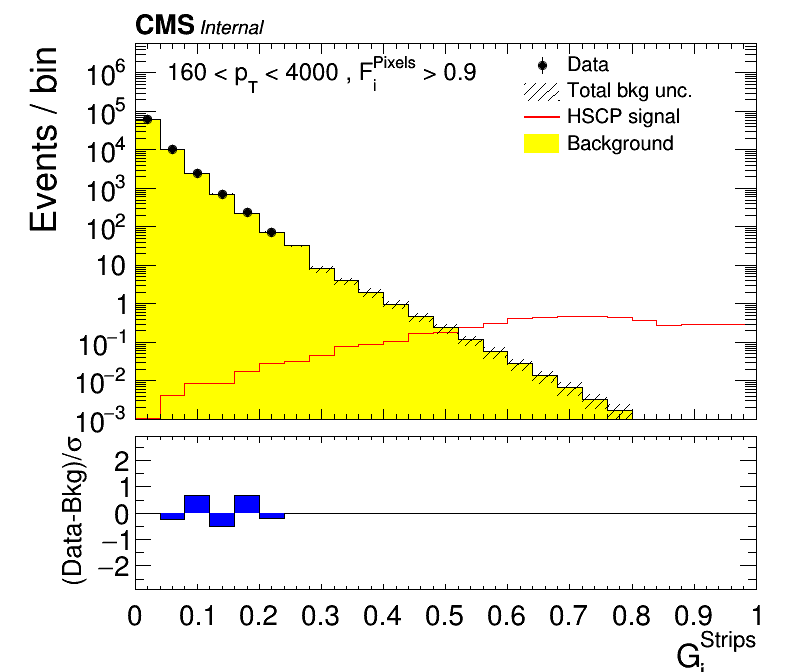 CMS Internal
160 < p_T < 4000 , F_i^Pixels > 0.9
Data
Total bkg unc.
HSCP signal
Background
Events / bin
10^6
10^5
10^4
10^3
10^2
10
1
10^−1
10^−2
10^−3
(Data-Bkg)/σ
2
1
0
−1
−2
0 0.1 0.2 0.3 0.4 0.5 0.6 0.7 0.8 0.9 1
G_i^Strips